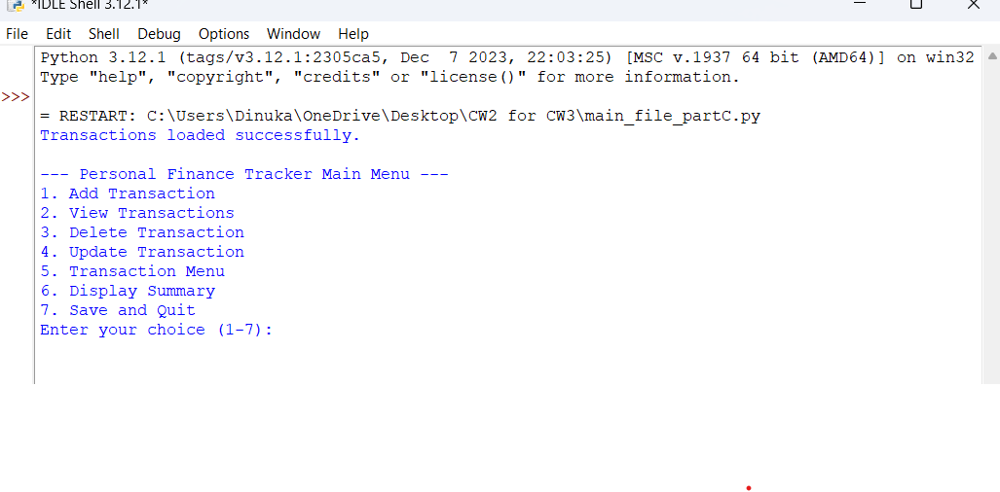 *IDLE Shell 3.12.1*
File Edit Shell Debug Options Window Help
Python 3.12.1 (tags/v3.12.1:2305ca5, Dec  7 2023, 22:03:25) [MSC v.1937 64 bit (AMD64)] on win32
Type "help", "copyright", "credits" or "license()" for more information.
>>>
= RESTART: C:\Users\Dinuka\OneDrive\Desktop\CW2 for CW3\main_file_partC.py
Transactions loaded successfully.
--- Personal Finance Tracker Main Menu ---
1. Add Transaction
2. View Transactions
3. Delete Transaction
4. Update Transaction
5. Transaction Menu
6. Display Summary
7. Save and Quit
Enter your choice (1-7):